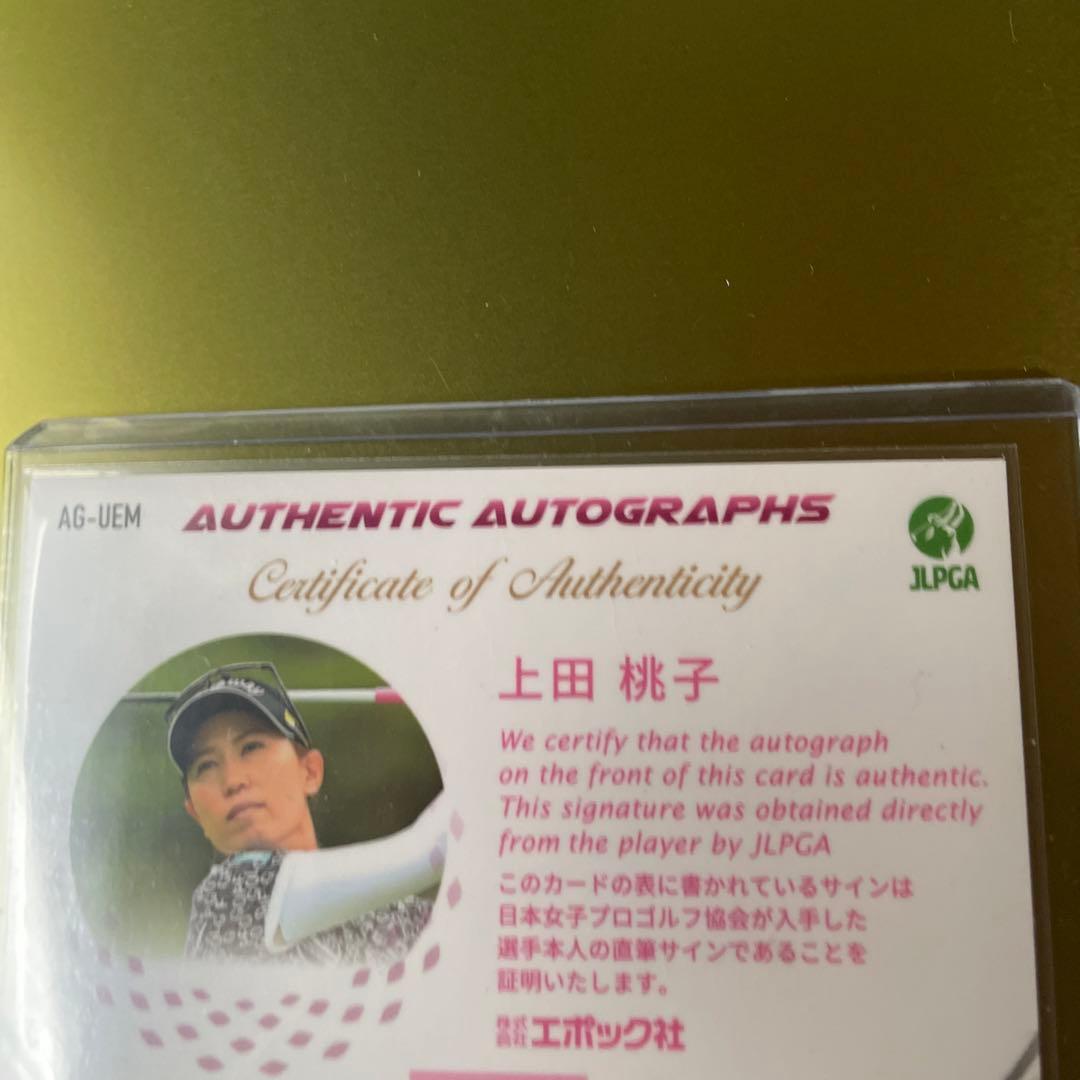 AG-UEM
AUTHENTIC AUTOGRAPHS
Certificate of Authenticity
JLPGA
上田 桃子
We certify that the autograph
on the front of this card is authentic.
This signature was obtained directly
from the player by JLPGA
このカードの表に書かれているサインは
日本女子プロゴルフ協会が入手した
選手本人の直筆サインであることを
証明いたします。
株式会社エポック社